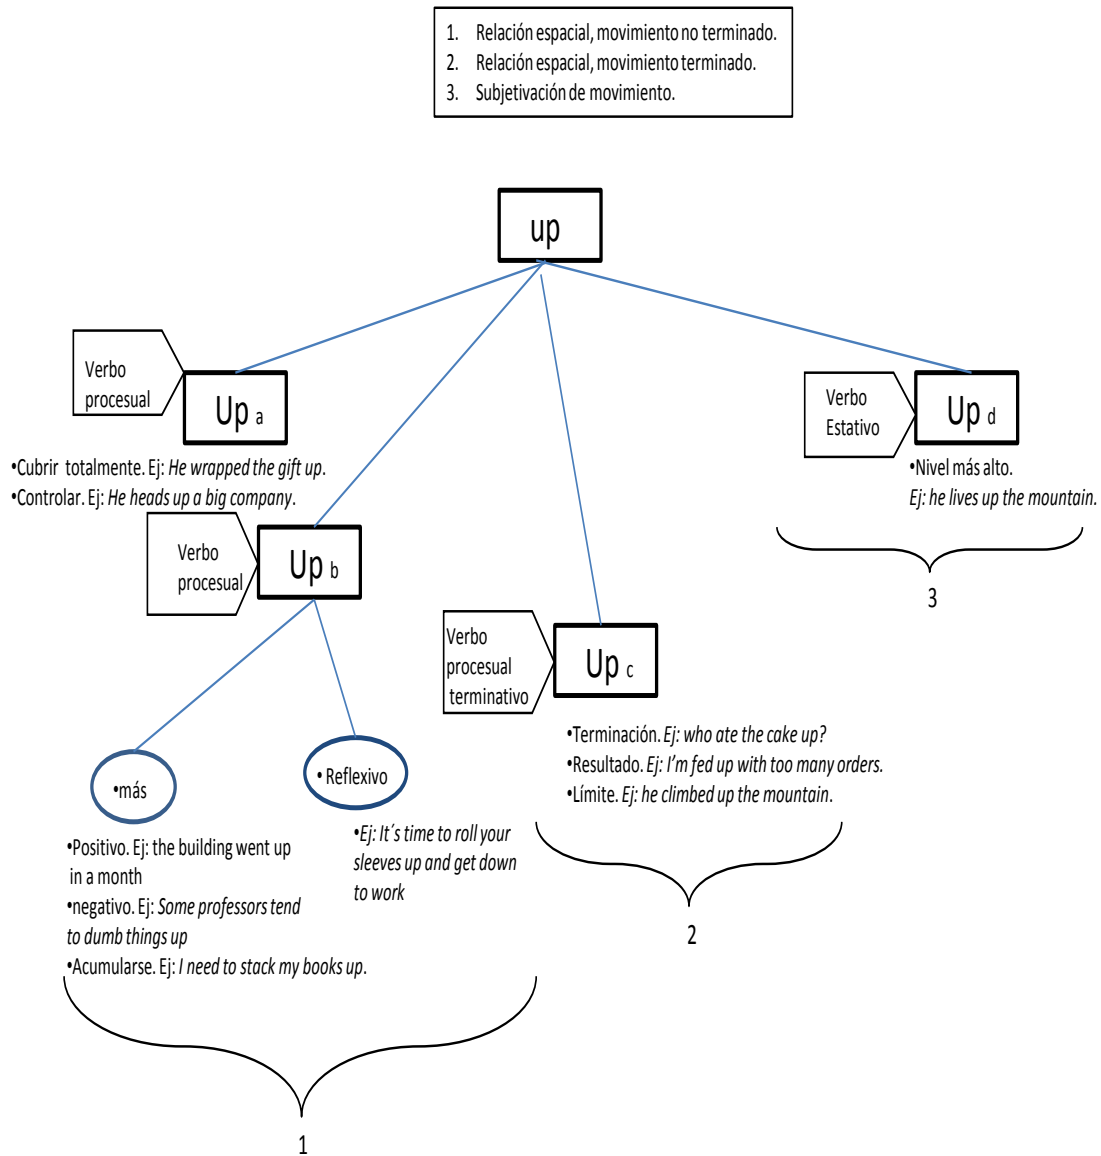 1. Relación espacial, movimiento no terminado.
2. Relación espacial, movimiento terminado.
3. Subjetivación de movimiento.
up
Verbo
procesual
Up a
•Cubrir totalmente. Ej: He wrapped the gift up.
•Controlar. Ej: He heads up a big company.
Verbo
procesual
Up b
•más
•Positivo. Ej: the building went up
in a month
•negativo. Ej: Some professors tend
to dumb things up
•Acumularse. Ej: I need to stack my books up.
• Reflexivo
•Ej: It´s time to roll your
sleeves up and get down
to work
1
Verbo
procesual
terminativo
Up c
•Terminación. Ej: who ate the cake up?
•Resultado. Ej: I'm fed up with too many orders.
•Límite. Ej: he climbed up the mountain.
2
Verbo
Estativo
Up d
•Nivel más alto.
Ej: he lives up the mountain.
3